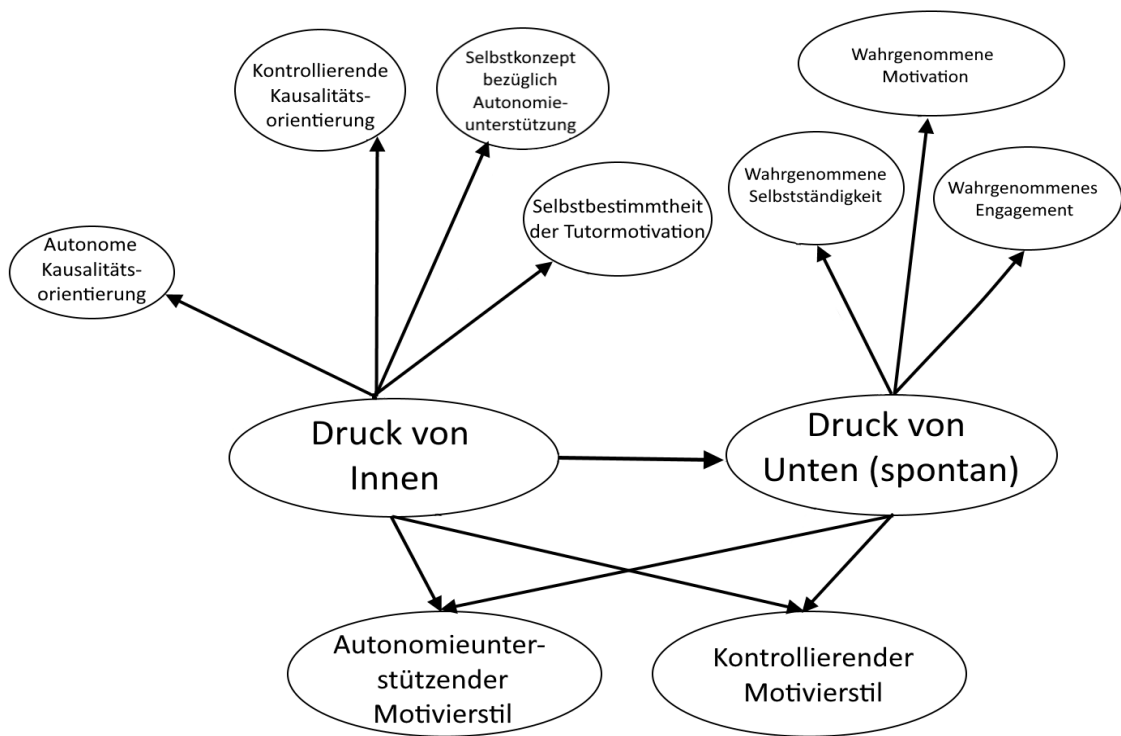 Kontrollierende
Kausalitäts-
orientierung
Selbstkonzept
bezüglich
Autonomie-
unterstützung
Wahrgenommene
Motivation
Wahrgenommene
Selbstständigkeit
Wahrgenommenes
Engagement
Selbstbestimmtheit
der Tutormotivation
Autonome
Kausalitäts-
orientierung
Druck von
Innen
Druck von
Unten (spontan)
Autonomieunter-
stützender
Motivierstil
Kontrollierender
Motivierstil